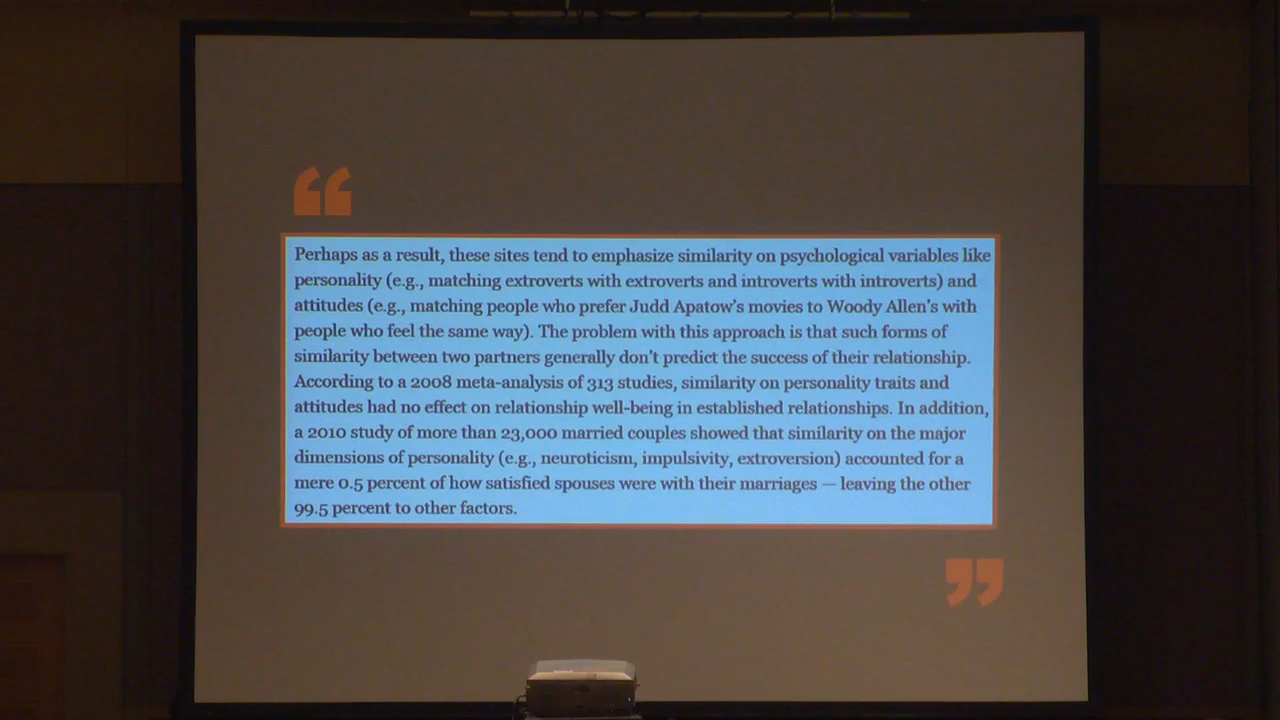 “
Perhaps as a result, these sites tend to emphasize similarity on psychological variables like
personality (e.g., matching extroverts with extroverts and introverts with introverts) and
attitudes (e.g., matching people who prefer Judd Apatow's movies to Woody Allen's with
people who feel the same way). The problem with this approach is that such forms of
similarity between two partners generally don't predict the success of their relationship.
According to a 2008 meta-analysis of 313 studies, similarity on personality traits and
attitudes had no effect on relationship well-being in established relationships. In addition,
a 2010 study of more than 23,000 married couples showed that similarity on the major
dimensions of personality (e.g., neuroticism, impulsivity, extroversion) accounted for a
mere 0.5 percent of how satisfied spouses were with their marriages — leaving the other
99.5 percent to other factors.
”